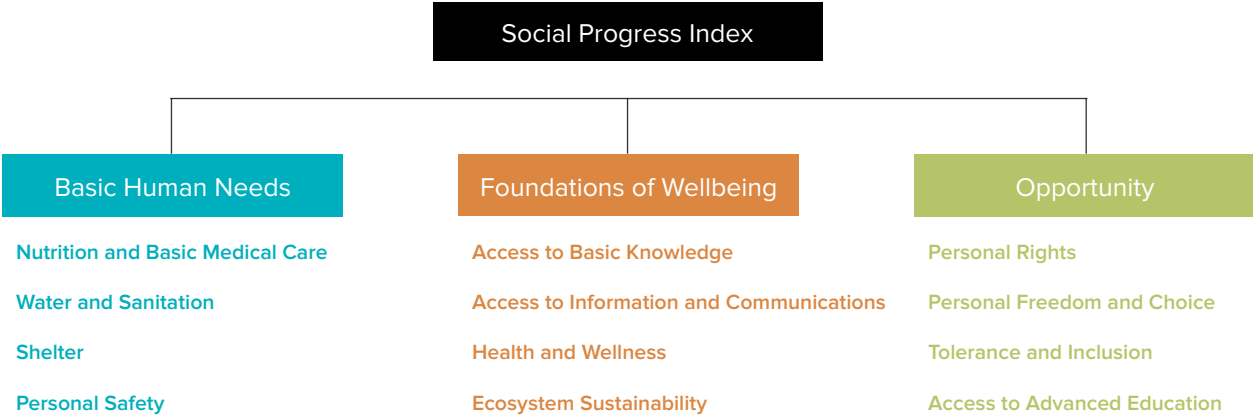 Social Progress Index
Basic Human Needs
Nutrition and Basic Medical Care
Water and Sanitation
Shelter
Personal Safety
Foundations of Wellbeing
Access to Basic Knowledge
Access to Information and Communications
Health and Wellness
Ecosystem Sustainability
Opportunity
Personal Rights
Personal Freedom and Choice
Tolerance and Inclusion
Access to Advanced Education